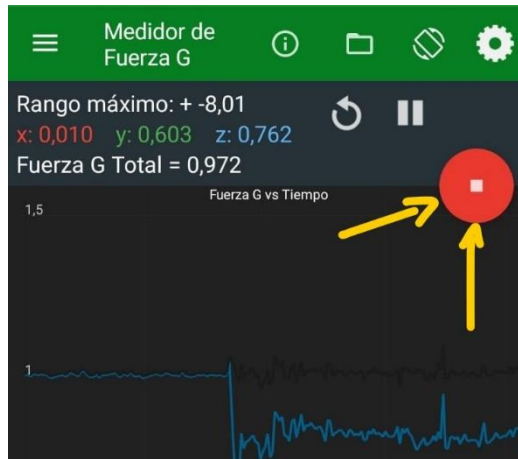 Medidor de
Fuerza G
Rango máximo: + -8,01
x: 0,010 y: 0,603 z: 0,762
Fuerza G Total = 0,972
Fuerza G vs Tiempo
1,5
1